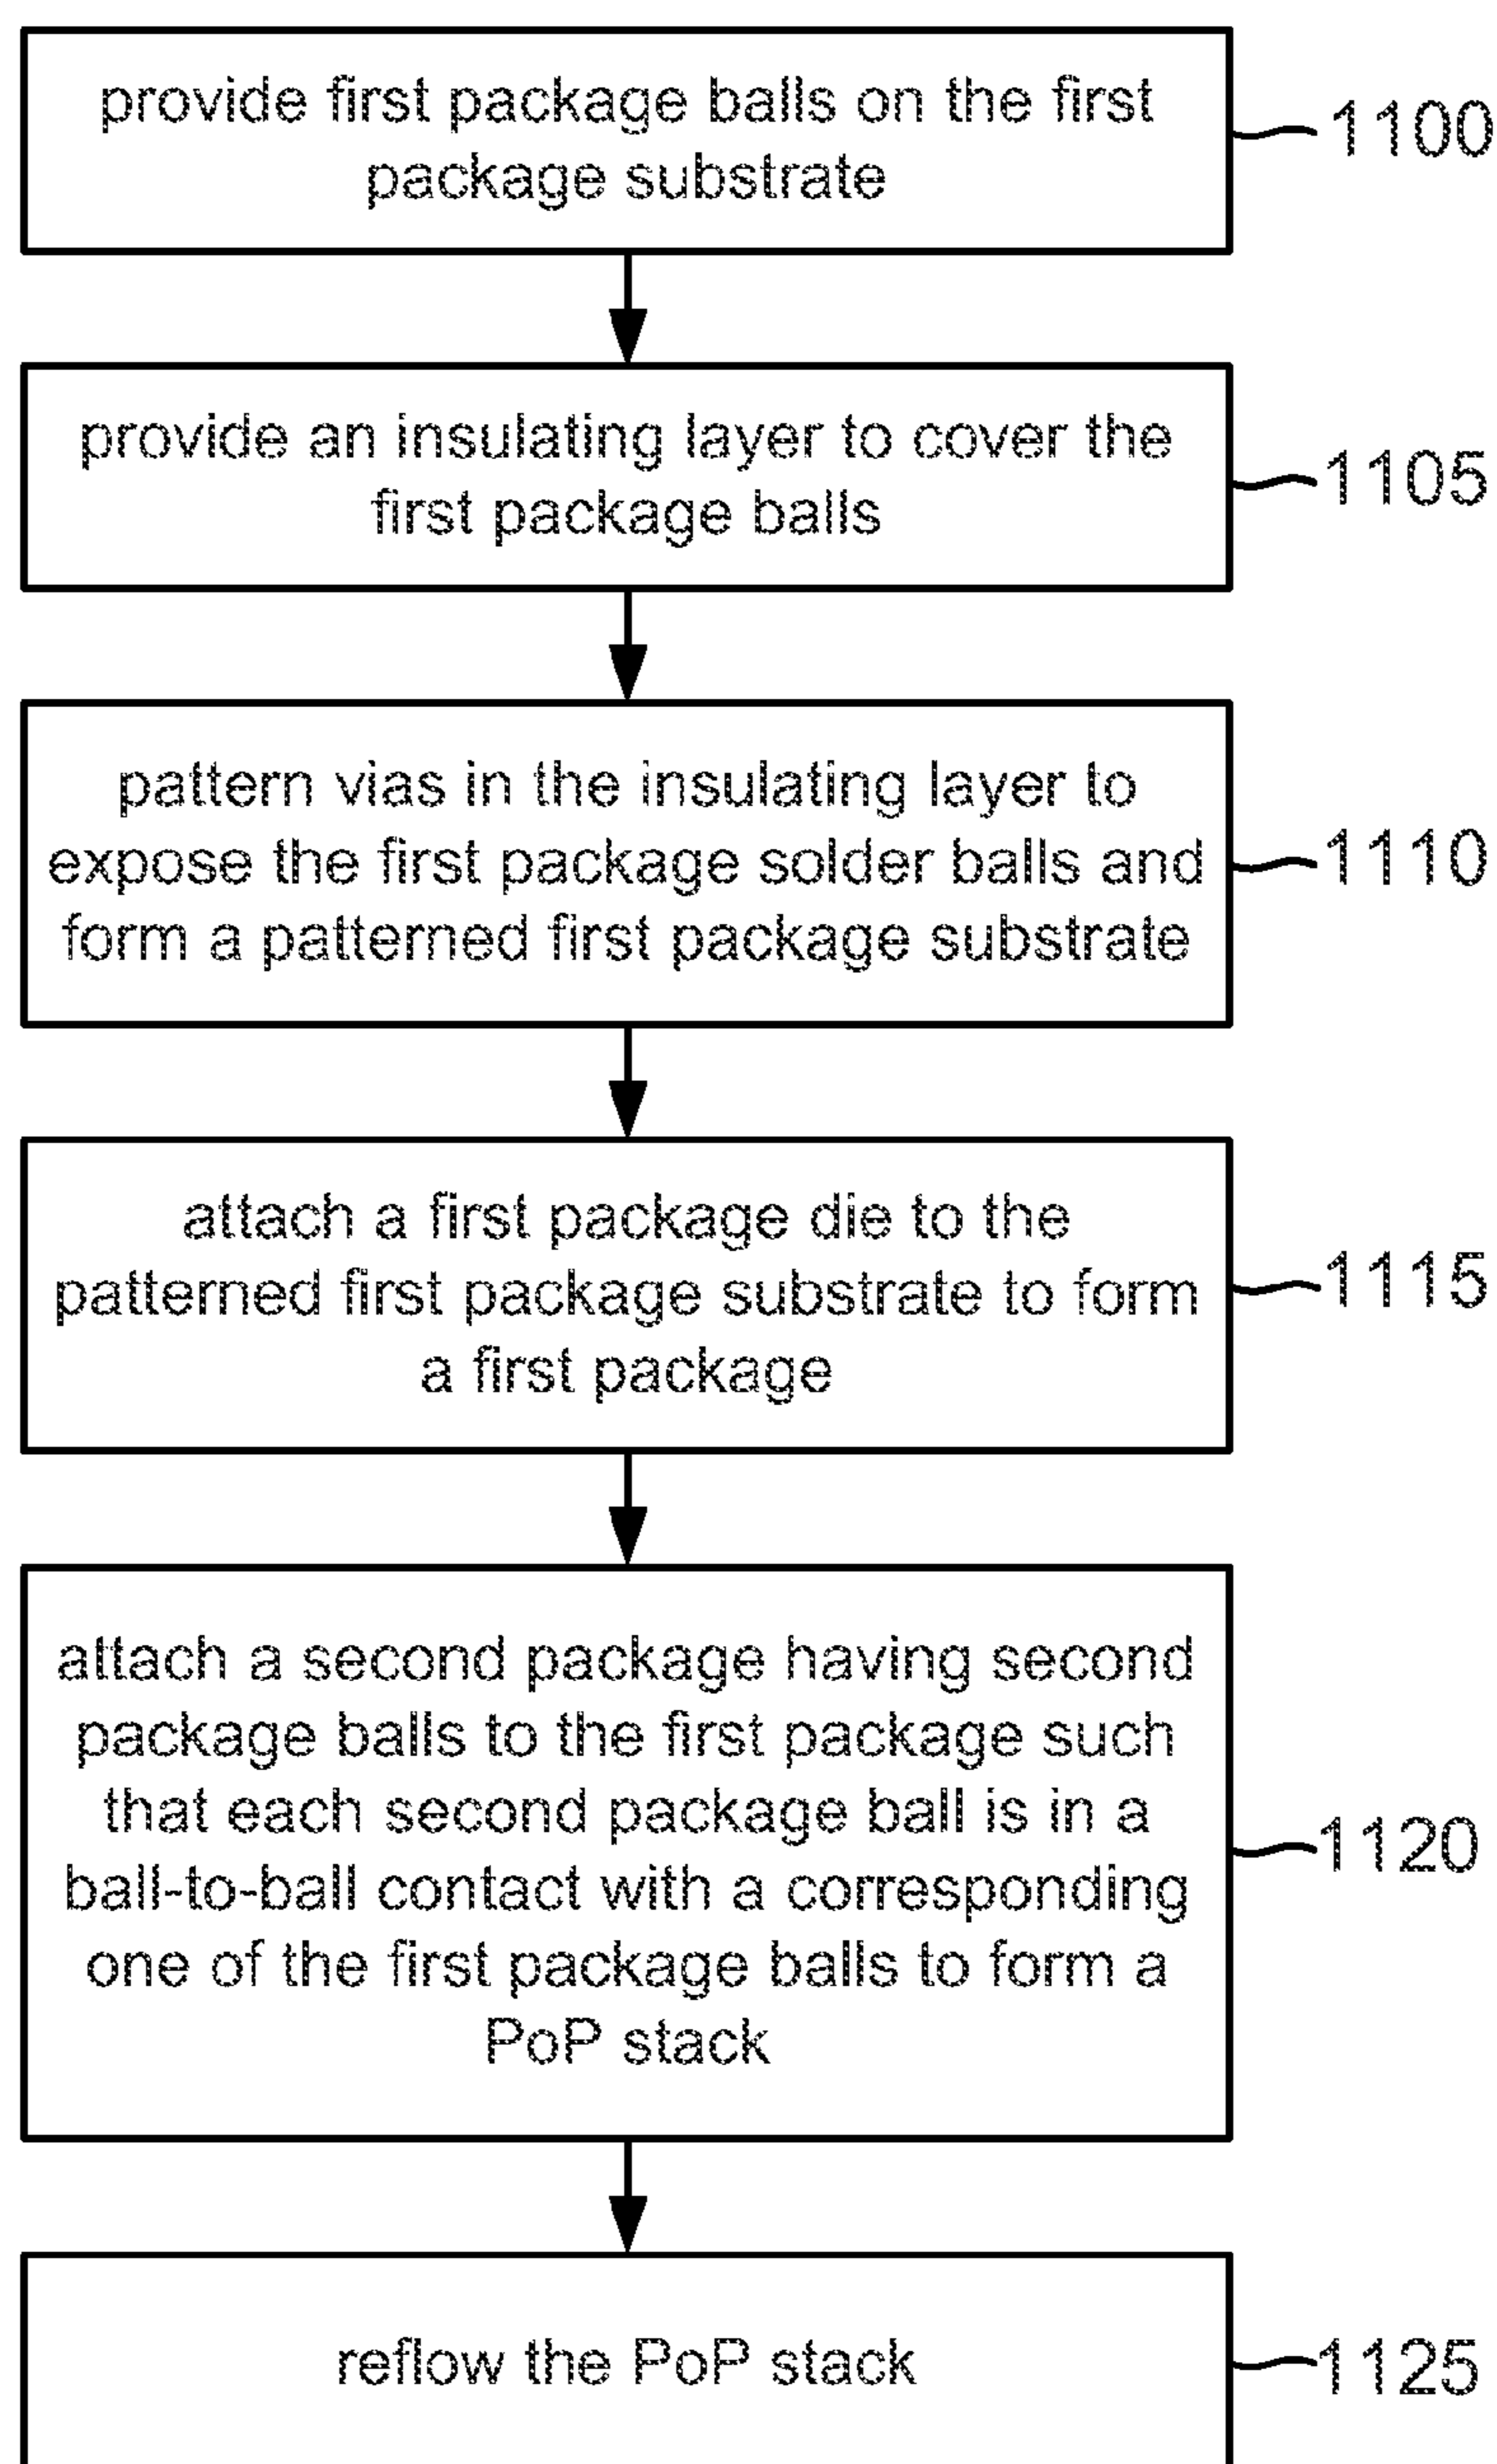 provide first package balls on the first
package substrate
1100
provide an insulating layer to cover the
first package balls
1105
pattern vias in the insulating layer to
expose the first package solder balls and
form a patterned first package substrate
1110
attach a first package die to the
patterned first package substrate to form
a first package
1115
attach a second package having second
package balls to the first package such
that each second package ball is in a
ball-to-ball contact with a corresponding
one of the first package balls to form a
PoP stack
1120
reflow the PoP stack
1125